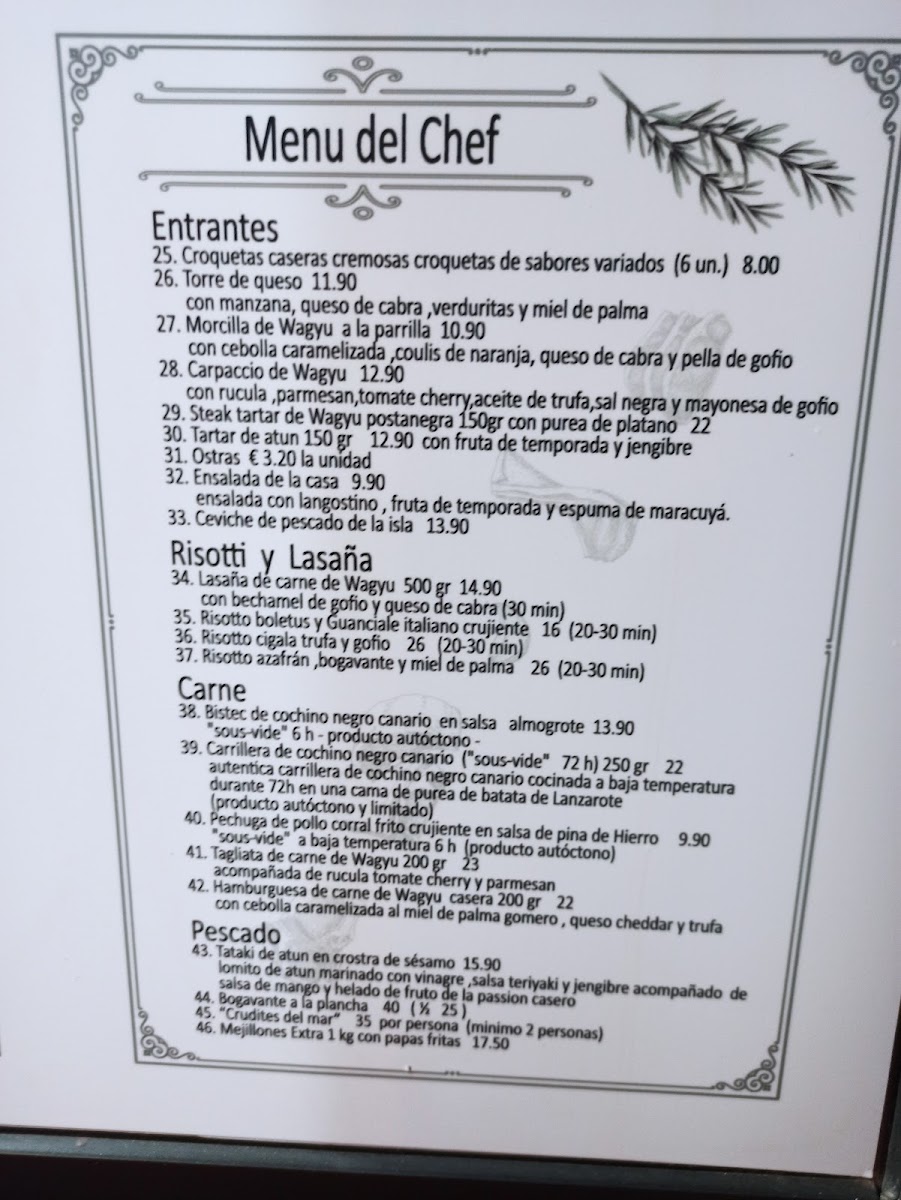 Menu del Chef
Entrantes
25. Croquetas caseras cremosas croquetas de sabores variados (6 un.) 8.00
26. Torre de queso 11.90
con manzana, queso de cabra ,verduritas y miel de palma
27. Morcilla de Wagyu a la parrilla 10.90
con cebolla caramelizada ,coulis de naranja, queso de cabra y pella de gofio
28. Carpaccio de Wagyu 12.90
con rucula ,parmesan,tomate cherry,aceite de trufa,sal negra y mayonesa de gofio
29. Steak tartar de Wagyu postanegra 150gr con purea de platano 22
30. Tartar de atun 150 gr 12.90 con fruta de temporada y jengibre
31. Ostras € 3.20 la unidad
32. Ensalada de la casa 9.90
ensalada con langostino , fruta de temporada y espuma de maracuyá.
33. Ceviche de pescado de la isla 13.90
Risotti y Lasaña
34. Lasaña de carne de Wagyu 500 gr 14.90
con bechamel de gofio y queso de cabra (30 min)
35. Risotto boletus y Guanciale italiano crujiente 16 (20-30 min)
36. Risotto cigala trufa y gofio 26 (20-30 min)
37. Risotto azafrán ,bogavante y miel de palma 26 (20-30 min)
Carne
38. Bistec de cochino negro canario en salsa almogrote 13.90
"sous-vide" 6 h - producto autóctono -
39. Carrillera de cochino negro canario ("sous-vide" 72 h) 250 gr 22
autentica carrillera de cochino negro canario cocinada a baja temperatura
durante 72h en una cama de purea de batata de Lanzarote
(producto autóctono y limitado)
40. Pechuga de pollo corral frito crujiente en salsa de pina de Hierro 9.90
"sous-vide" a baja temperatura 6 h (producto autóctono)
41. Tagliata de carne de Wagyu 200 gr 23
acompañada de rucula tomate cherry y parmesan
42. Hamburguesa de carne de Wagyu casera 200 gr 22
con cebolla caramelizada al miel de palma gomero , queso cheddar y trufa
Pescado
43. Tataki de atun en crostra de sésamo 15.90
lomito de atun marinado con vinagre ,salsa teriyaki y jengibre acompañado de
salsa de mango y helado de fruto de la passion casero
44. Bogavante a la plancha 40 ( ½ 25 )
45. "Crudites del mar" 35 por persona (minimo 2 personas)
46. Mejillones Extra 1 kg con papas fritas 17.50